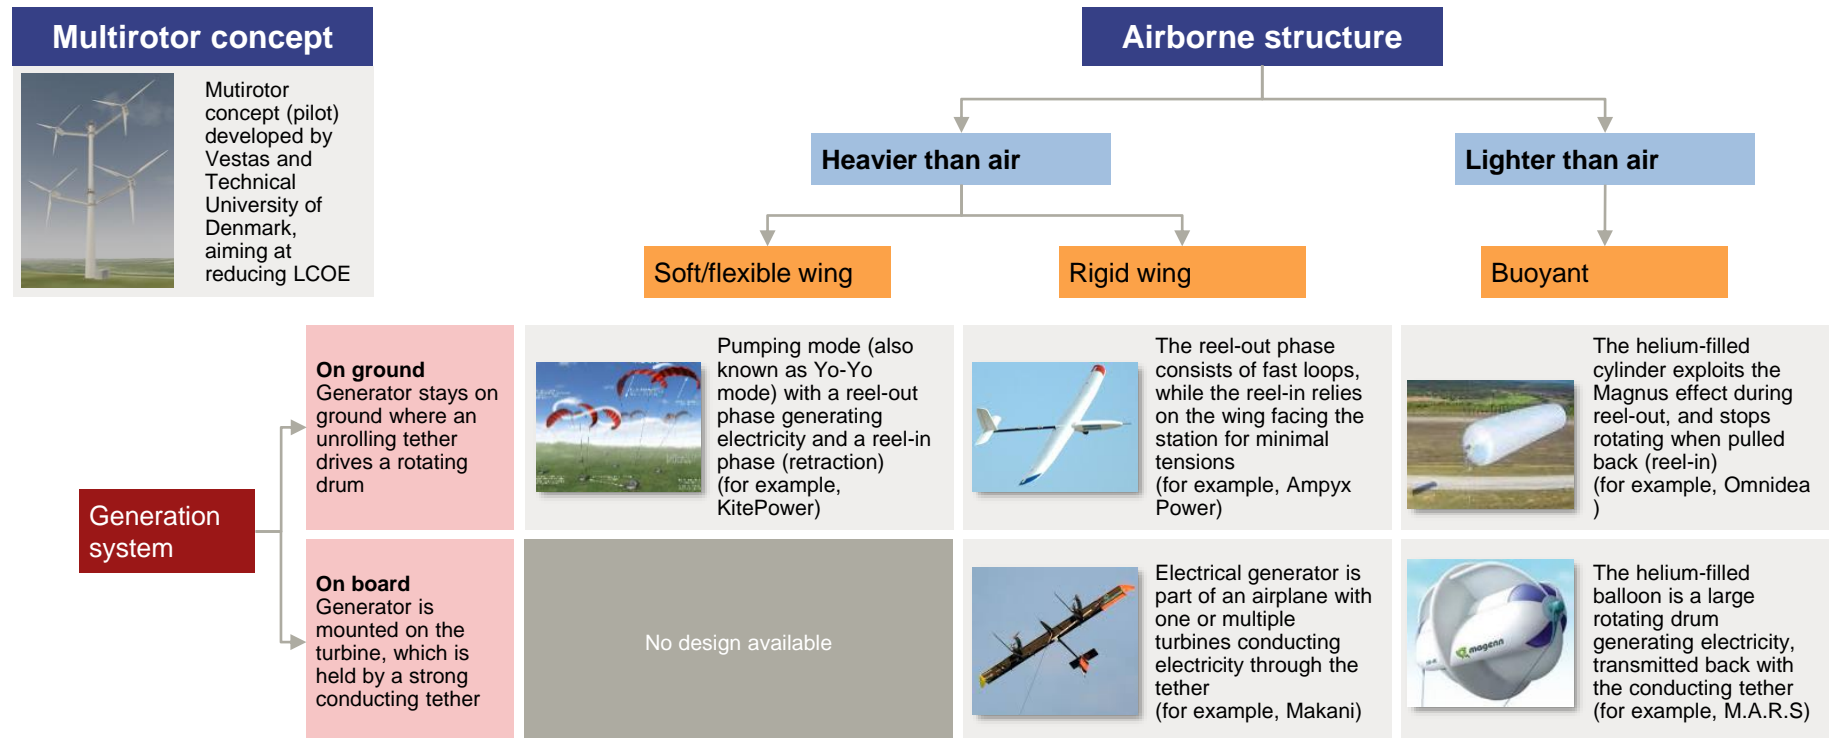 Multirotor concept
Mutirotor
concept (pilot)
developed by
Vestas and
Technical
University of
Denmark,
aiming at
reducing LCOE
Airborne structure
Heavier than air
Lighter than air
Soft/flexible wing
Rigid wing
Buoyant
Generation
system
On ground
Generator stays on
ground where an
unrolling tether
drives a rotating
drum
Pumping mode (also
known as Yo-Yo
mode) with a reel-out
phase generating
electricity and a reel-in
phase (retraction)
(for example,
KitePower)
The reel-out phase
consists of fast loops,
while the reel-in relies
on the wing facing the
station for minimal
tensions
(for example, Ampyx
Power)
The helium-filled
cylinder exploits the
Magnus effect during
reel-out, and stops
rotating when pulled
back (reel-in)
(for example, Omnidea
)
On board
Generator is
mounted on the
turbine, which is
held by a strong
conducting tether
No design available
Electrical generator is
part of an airplane with
one or multiple
turbines conducting
electricity through the
tether
(for example, Makani)
magenn
The helium-filled
balloon is a large
rotating drum
generating electricity,
transmitted back with
the conducting tether
(for example, M.A.R.S)